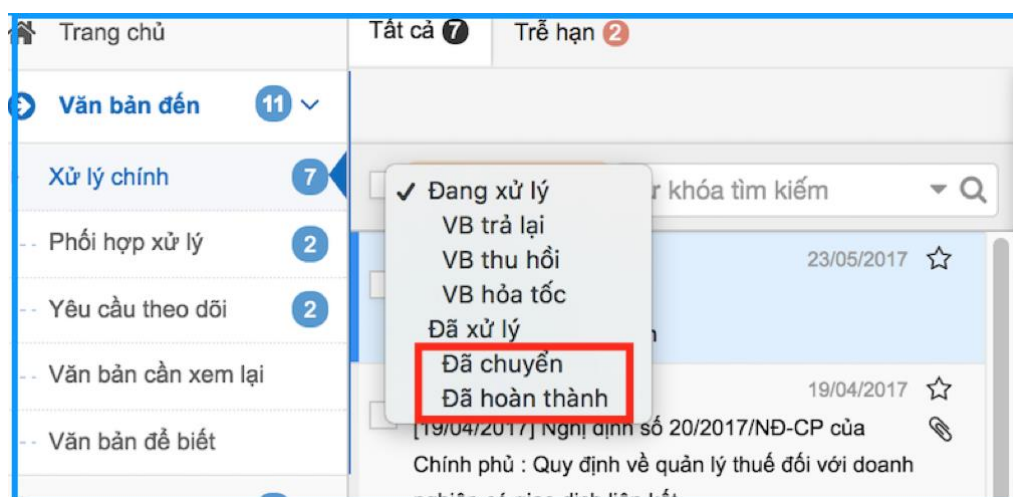 Trang chủ
Tất cả 7
Trễ hạn 2
Văn bản đến 11
Xử lý chính 7
Phối hợp xử lý 2
Yêu cầu theo dõi 2
Văn bản cần xem lại
Văn bản để biết
✓ Đang xử lý
VB trả lại
VB thu hồi
VB hỏa tốc
Đã xử lý
Đã chuyển
Đã hoàn thành
khóa tìm kiếm
23/05/2017
19/04/2017
[19/04/2017] Nghị định số 20/2017/NĐ-CP của
Chính phủ : Quy định về quản lý thuế đối với doanh